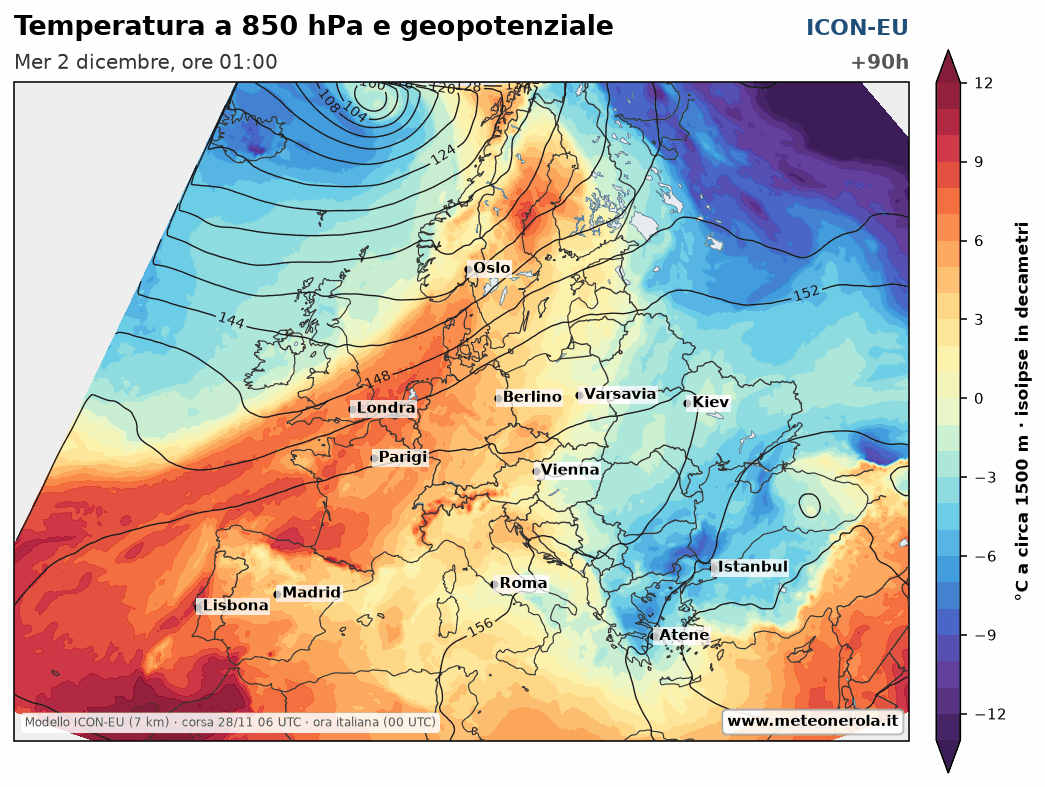 Temperatura a 850 hPa e geopotenziale
ICON-EU
Mer 2 dicembre, ore 01:00
+90h
108
104
124
Oslo
152
144
148
Londra
Berlino
Varsavia
Kiev
Parigi
Vienna
Istanbul
Roma
Madrid
Lisbona
156
Atene
Modello ICON-EU (7 km) · corsa 28/11 06 UTC · ora italiana (00 UTC)
www.meteonerola.it
12
9
6
3
0
−3
−6
−9
−12
°C a circa 1500 m · isoipse in decametri